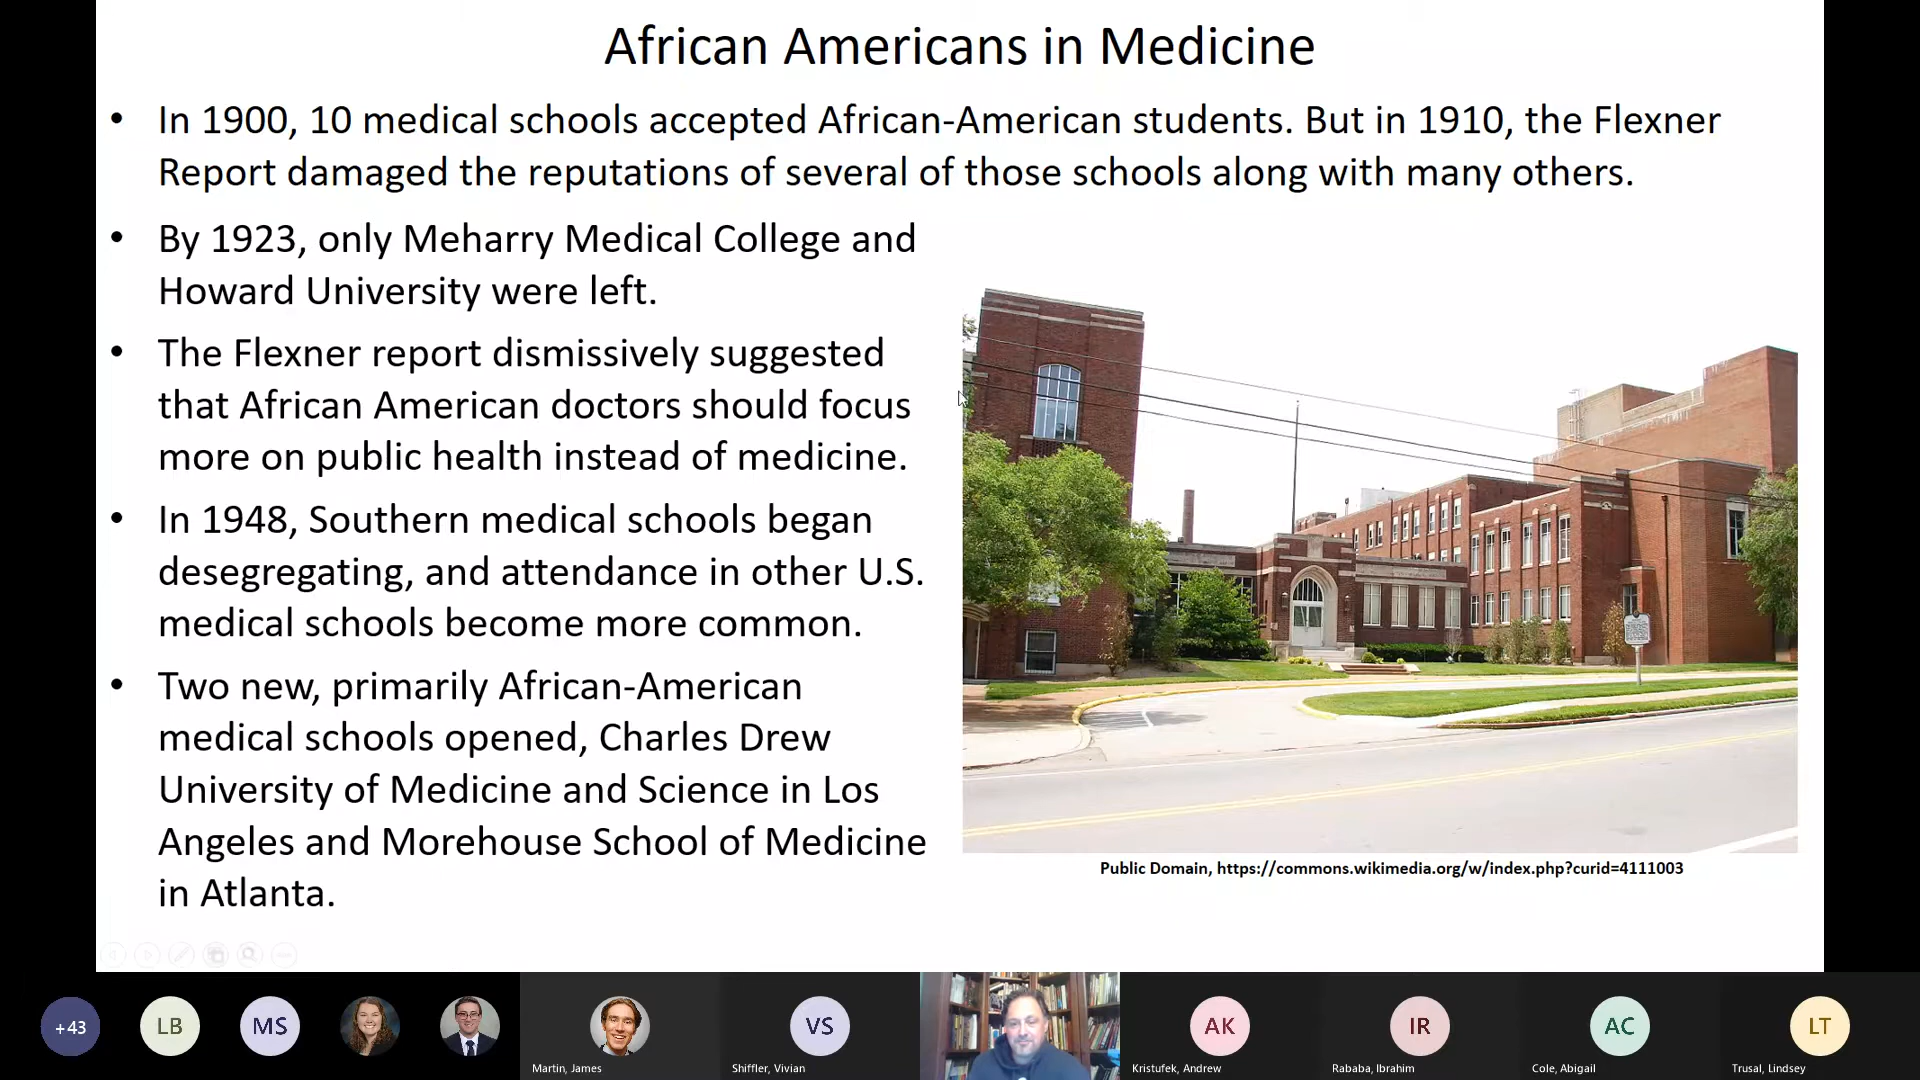 African Americans in Medicine
• In 1900, 10 medical schools accepted African-American students. But in 1910, the Flexner
Report damaged the reputations of several of those schools along with many others.
• By 1923, only Meharry Medical College and
Howard University were left.
• The Flexner report dismissively suggested
that African American doctors should focus
more on public health instead of medicine.
• In 1948, Southern medical schools began
desegregating, and attendance in other U.S.
medical schools become more common.
• Two new, primarily African-American
medical schools opened, Charles Drew
University of Medicine and Science in Los
Angeles and Morehouse School of Medicine
in Atlanta.
Public Domain, https://commons.wikimedia.org/w/index.php?curid=4111003
+43
LB
MS
VS
AK
IR
AC
LT
Martin, James
Shiffler, Vivian
Kristufek, Andrew
Rababa, Ibrahim
Cole, Abigail
Trusal, Lindsey